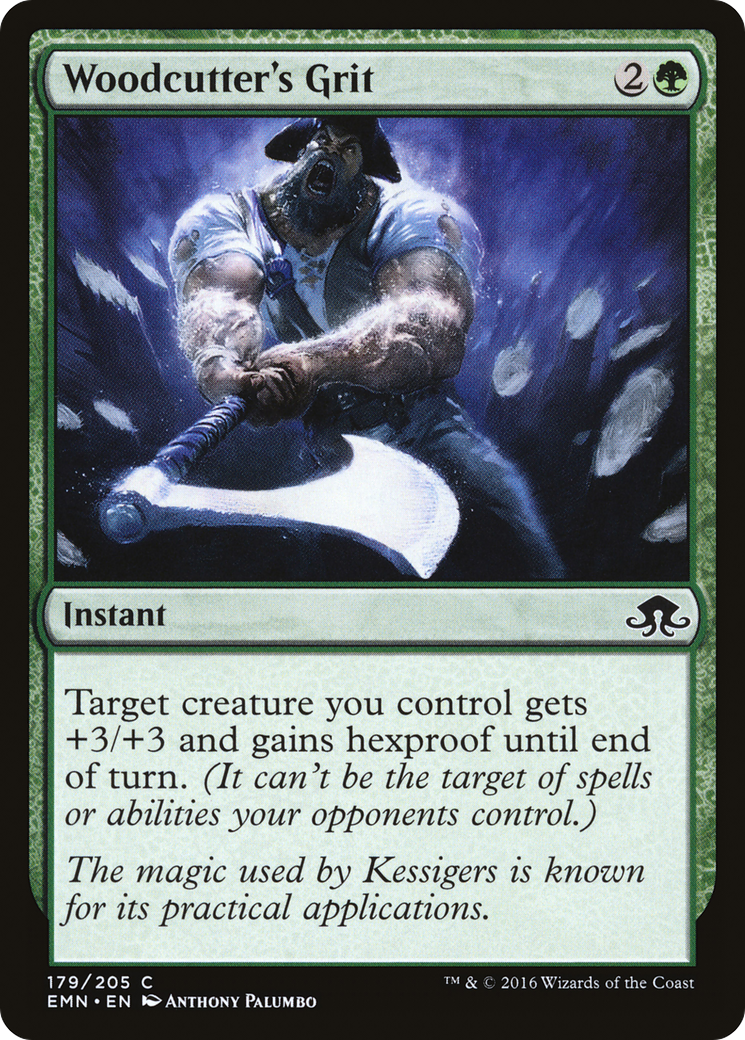 Woodcutter's Grit 2
Instant
Target creature you control gets
+3/+3 and gains hexproof until end
of turn. (It can't be the target of spells
or abilities your opponents control.)
The magic used by Kessigers is known
for its practical applications.
179/205 C
EMN • EN Anthony Palumbo
™ & © 2016 Wizards of the Coast